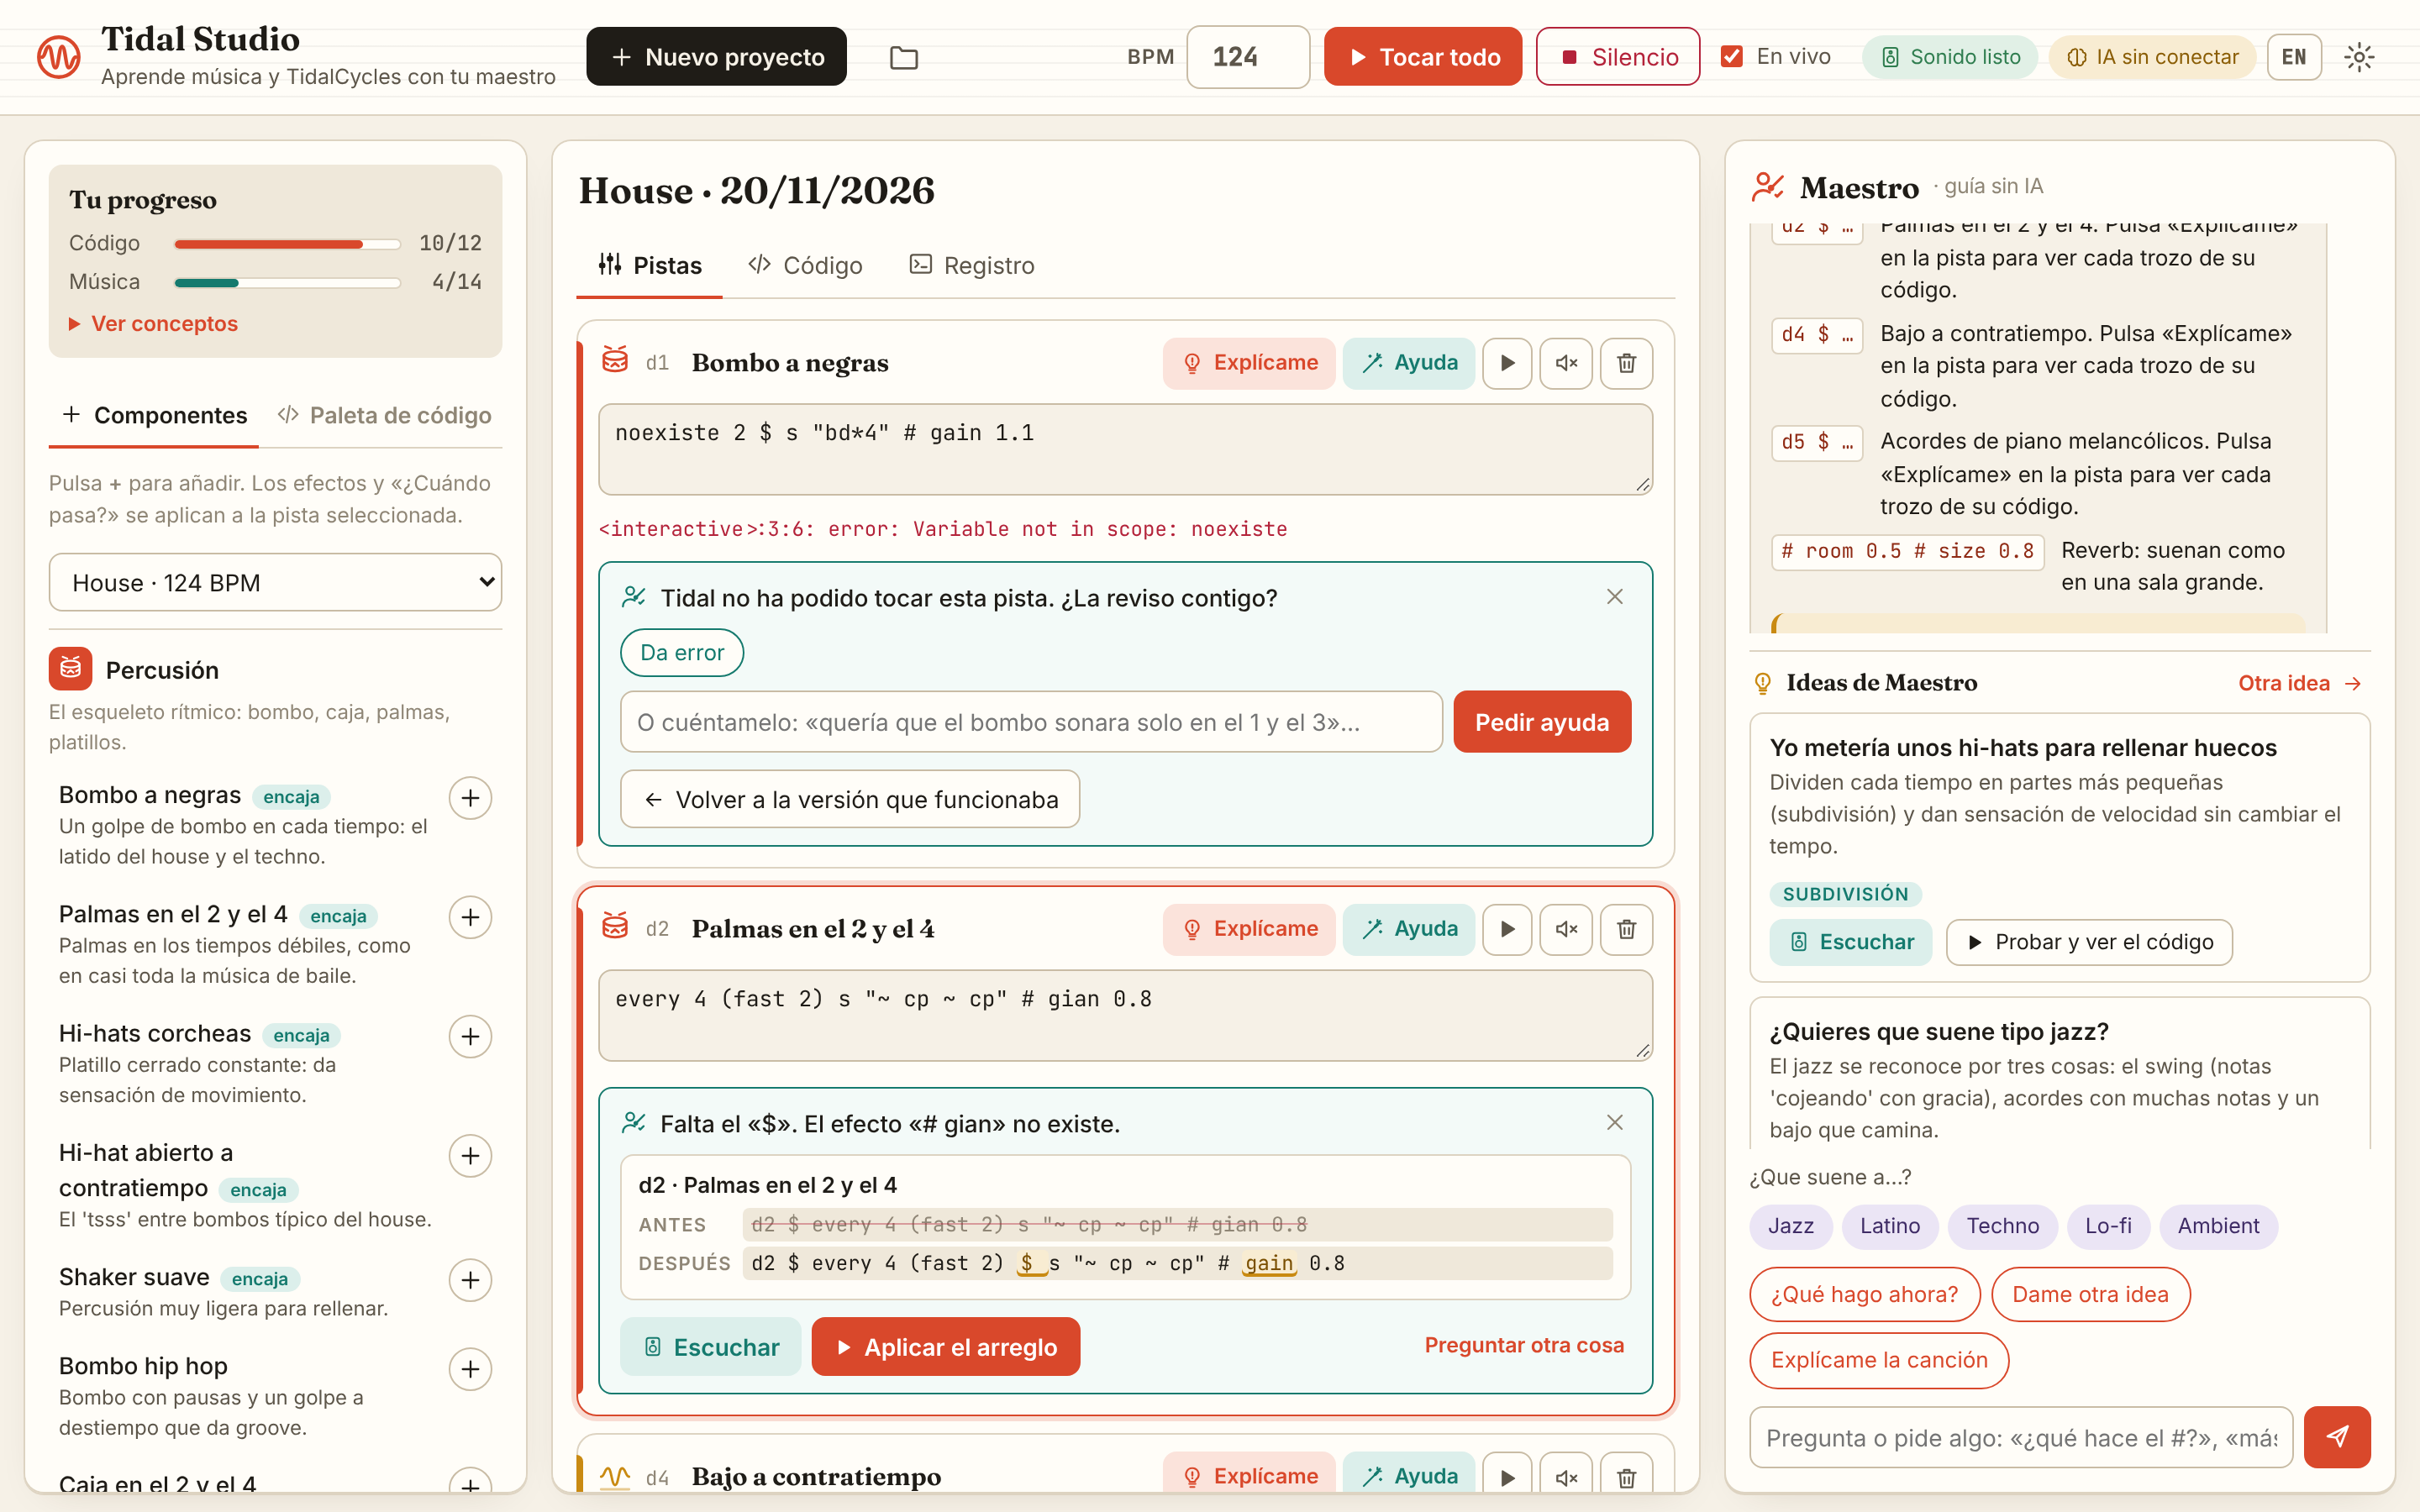 Tidal Studio
Aprende música y TidalCycles con tu maestro
Nuevo proyecto
BPM 124
Tocar todo
Silencio
En vivo
Sonido listo
IA sin conectar
EN
Tu progreso
Código 10/12
Música 4/14
Ver conceptos
Componentes
Paleta de código
Pulsa + para añadir. Los efectos y «¿Cuándo
pasa?» se aplican a la pista seleccionada.
House · 124 BPM
Percusión
El esqueleto rítmico: bombo, caja, palmas,
platillos.
Bombo a negras encaja
Un golpe de bombo en cada tiempo: el
latido del house y el techno.
Palmas en el 2 y el 4 encaja
Palmas en los tiempos débiles, como
en casi toda la música de baile.
Hi-hats corcheas encaja
Platillo cerrado constante: da
sensación de movimiento.
Hi-hat abierto a
contratiempo encaja
El 'tsss' entre bombos típico del house.
Shaker suave encaja
Percusión muy ligera para rellenar.
Bombo hip hop
Bombo con pausas y un golpe a
destiempo que da groove.
Caja en el 2 y el 4
House · 20/11/2026
Pistas
Código
Registro
d1 Bombo a negras
Explícame
Ayuda
noexiste 2 $ s "bd*4" # gain 1.1
<interactive>:3:6: error: Variable not in scope: noexiste
Tidal no ha podido tocar esta pista. ¿La reviso contigo?
Da error
O cuéntamelo: «quería que el bombo sonara solo en el 1 y el 3»...
Pedir ayuda
← Volver a la versión que funcionaba
d2 Palmas en el 2 y el 4
Explícame
Ayuda
every 4 (fast 2) s "~ cp ~ cp" # gian 0.8
Falta el «$». El efecto «# gian» no existe.
d2 · Palmas en el 2 y el 4
ANTES d2 $ every 4 (fast 2) s "~ cp ~ cp" # gian 0.8
DESPUÉS d2 $ every 4 (fast 2) $ s "~ cp ~ cp" # gain 0.8
Escuchar
Aplicar el arreglo
Preguntar otra cosa
d4 Bajo a contratiempo
Explícame
Ayuda
Maestro · guía sin IA
d2 $ … Palmas en el 2 y el 4. Pulsa «Explícame»
en la pista para ver cada trozo de su
código.
d4 $ … Bajo a contratiempo. Pulsa «Explícame»
en la pista para ver cada trozo de su
código.
d5 $ … Acordes de piano melancólicos. Pulsa
«Explícame» en la pista para ver cada
trozo de su código.
# room 0.5 # size 0.8 Reverb: suenan como
en una sala grande.
Ideas de Maestro
Otra idea →
Yo metería unos hi-hats para rellenar huecos
Dividen cada tiempo en partes más pequeñas
(subdivisión) y dan sensación de velocidad sin cambiar el
tempo.
SUBDIVISIÓN
Escuchar
Probar y ver el código
¿Quieres que suene tipo jazz?
El jazz se reconoce por tres cosas: el swing (notas
'cojeando' con gracia), acordes con muchas notas y un
bajo que camina.
¿Que suene a...?
Jazz
Latino
Techno
Lo-fi
Ambient
¿Qué hago ahora?
Dame otra idea
Explícame la canción
Pregunta o pide algo: «¿qué hace el #?», «más